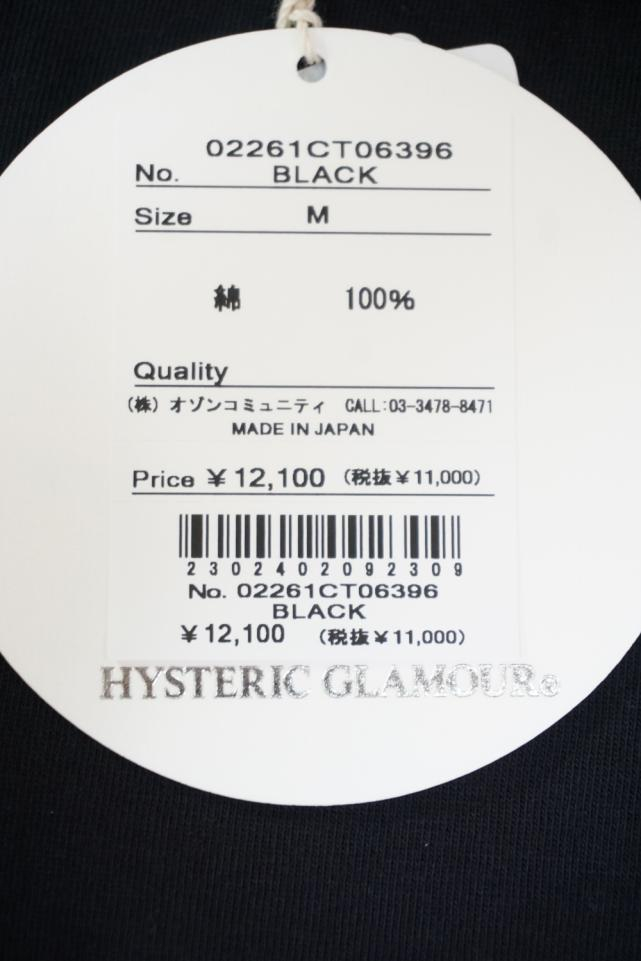 02261CT06396
No. BLACK
Size M
綿 100%
Quality
(株) オゾンコミュニティ CALL:03-3478-8471
MADE IN JAPAN
Price ¥12,100 (税抜¥11,000)
2302402092309
No. 02261CT06396
BLACK
¥12,100 (税抜¥11,000)
HYSTERIC GLAMOUR®